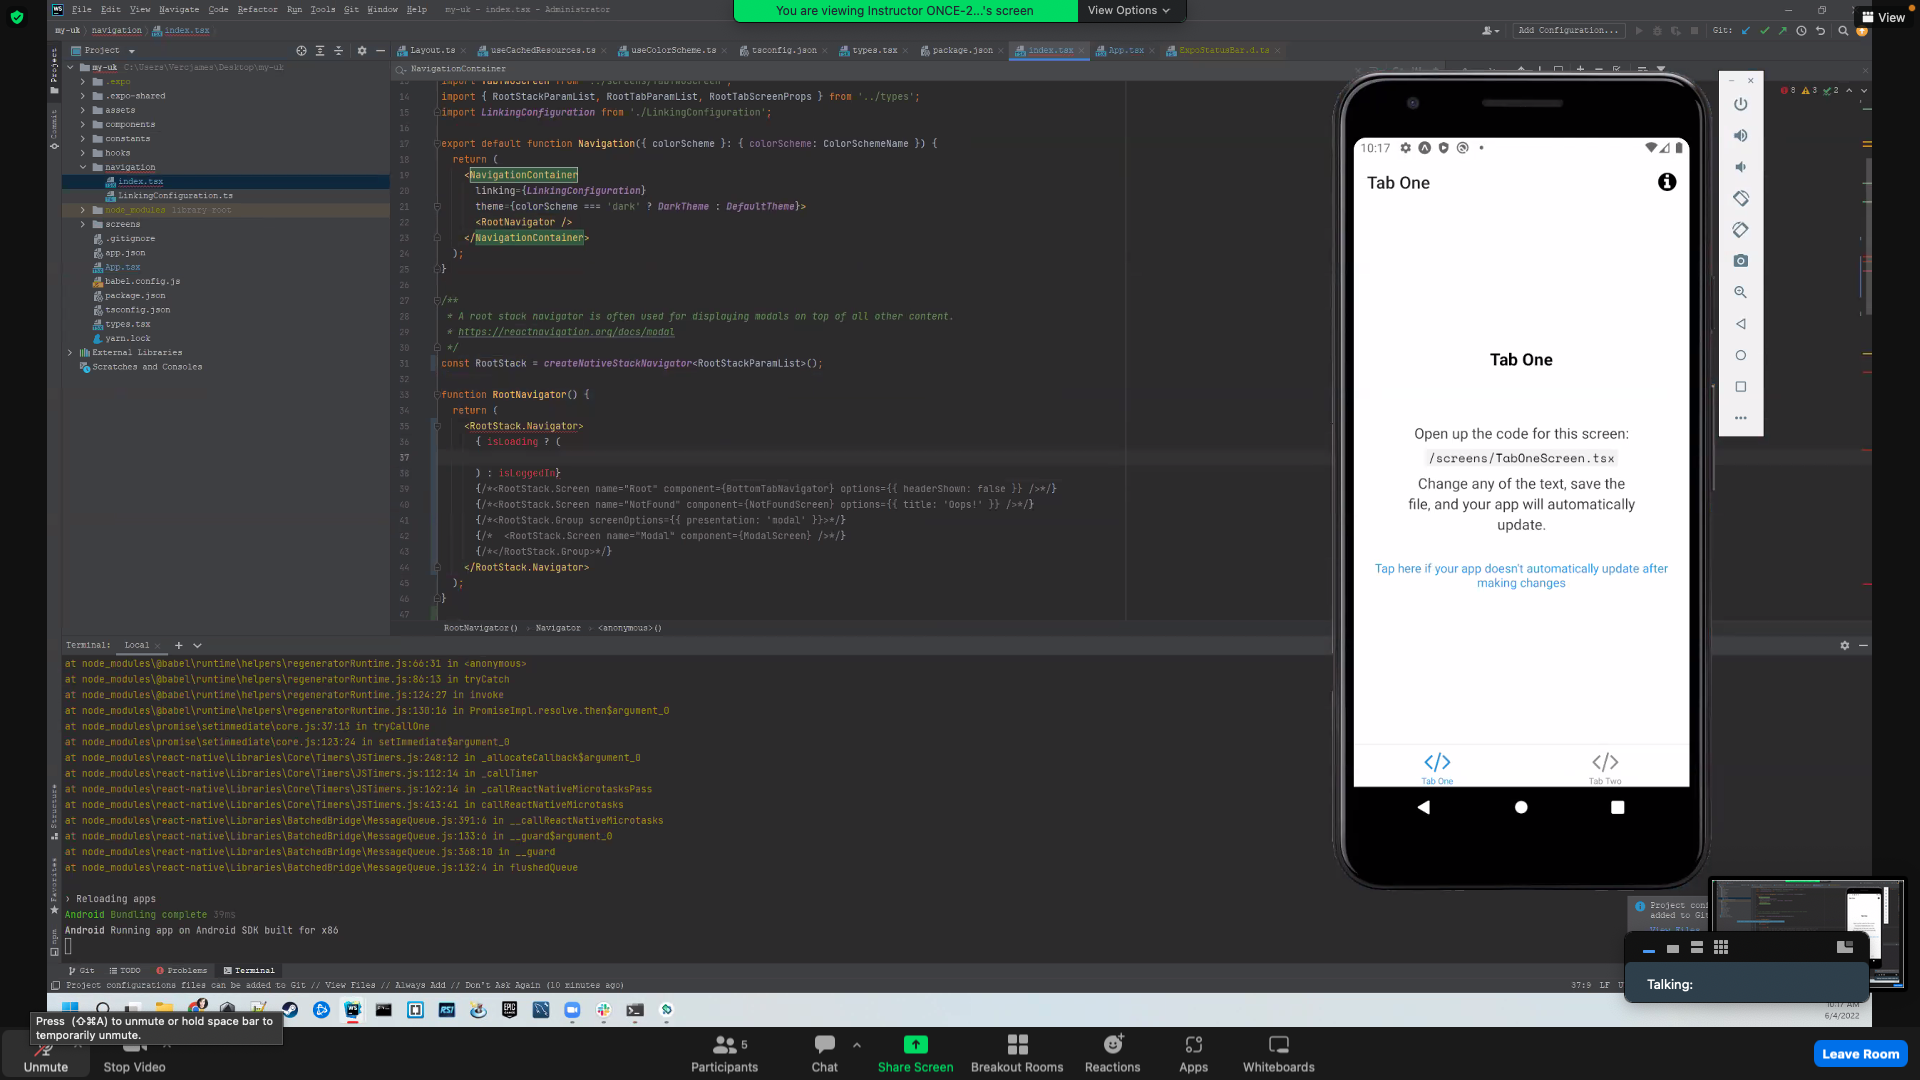 WS File Edit View Navigate Code Refactor Run Tools Git Window Help my-uk - index.tsx - Administrator
You are viewing Instructor ONCE-2...'s screen
View Options
View
my-uk navigation index.tsx
Add Configuration...
Git:
Project
Layout.ts useCachedResources.ts useColorScheme.ts tsconfig.json types.tsx package.json index.tsx App.tsx ExpoStatusBar.d.ts
my-uk C:\Users\Vercjames\Desktop\my-uk
.expo
.expo-shared
assets
components
constants
hooks
navigation
index.tsx
LinkingConfiguration.ts
node_modules library root
screens
.gitignore
app.json
App.tsx
babel.config.js
package.json
tsconfig.json
types.tsx
yarn.lock
External Libraries
Scratches and Consoles
Project
Commit
Structure
Favorites
npm
NavigationContainer
8 3 2
14 import { RootStackParamList, RootTabParamList, RootTabScreenProps } from '../types';
15 import LinkingConfiguration from './LinkingConfiguration';
16
17 export default function Navigation({ colorScheme }: { colorScheme: ColorSchemeName }) {
18 return (
19 <NavigationContainer
20 linking={LinkingConfiguration}
21 theme={colorScheme === 'dark' ? DarkTheme : DefaultTheme}>
22 <RootNavigator />
23 </NavigationContainer>
24 );
25 }
26
27 /**
28 * A root stack navigator is often used for displaying modals on top of all other content.
29 * https://reactnavigation.org/docs/modal
30 */
31 const RootStack = createNativeStackNavigator<RootStackParamList>();
32
33 function RootNavigator() {
34 return (
35 <RootStack.Navigator>
36 { isLoading ? (
37
38 ) : isLoggedIn}
39 {/*<RootStack.Screen name="Root" component={BottomTabNavigator} options={{ headerShown: false }} />*/}
40 {/*<RootStack.Screen name="NotFound" component={NotFoundScreen} options={{ title: 'Oops!' }} />*/}
41 {/*<RootStack.Group screenOptions={{ presentation: 'modal' }}>*/}
42 {/* <RootStack.Screen name="Modal" component={ModalScreen} />*/}
43 {/*</RootStack.Group>*/}
44 </RootStack.Navigator>
45 );
46 }
47
RootNavigator() Navigator <anonymous>()
Terminal: Local
at node_modules\@babel\runtime\helpers\regeneratorRuntime.js:66:31 in <anonymous>
at node_modules\@babel\runtime\helpers\regeneratorRuntime.js:86:13 in tryCatch
at node_modules\@babel\runtime\helpers\regeneratorRuntime.js:124:27 in invoke
at node_modules\@babel\runtime\helpers\regeneratorRuntime.js:130:16 in PromiseImpl.resolve.then$argument_0
at node_modules\promise\setimmediate\core.js:37:13 in tryCallOne
at node_modules\promise\setimmediate\core.js:123:24 in setImmediate$argument_0
at node_modules\react-native\Libraries\Core\Timers\JSTimers.js:248:12 in _allocateCallback$argument_0
at node_modules\react-native\Libraries\Core\Timers\JSTimers.js:112:14 in _callTimer
at node_modules\react-native\Libraries\Core\Timers\JSTimers.js:162:14 in _callReactNativeMicrotasksPass
at node_modules\react-native\Libraries\Core\Timers\JSTimers.js:413:41 in callReactNativeMicrotasks
at node_modules\react-native\Libraries\BatchedBridge\MessageQueue.js:391:6 in __callReactNativeMicrotasks
at node_modules\react-native\Libraries\BatchedBridge\MessageQueue.js:133:6 in __guard$argument_0
at node_modules\react-native\Libraries\BatchedBridge\MessageQueue.js:368:10 in __guard
at node_modules\react-native\Libraries\BatchedBridge\MessageQueue.js:132:4 in flushedQueue
› Reloading apps
Android Bundling complete 39ms
Android Running app on Android SDK built for x86
Git TODO Problems Terminal
Project configurations files can be added to Git // View Files // Always Add // Don't Ask Again (10 minutes ago)
37:9 LF
10:17
Tab One
Tab One
Open up the code for this screen:
/screens/TabOneScreen.tsx
Change any of the text, save the
file, and your app will automatically
update.
Tap here if your app doesn't automatically update after
making changes
Tab One
Tab Two
Project conf
added to Git
View Files
Talking:
10:17 AM
6/4/2022
Press (⇧⌘A) to unmute or hold space bar to
temporarily unmute.
Unmute
Stop Video
5
Participants
Chat
Share Screen
Breakout Rooms
Reactions
Apps
Whiteboards
Leave Room